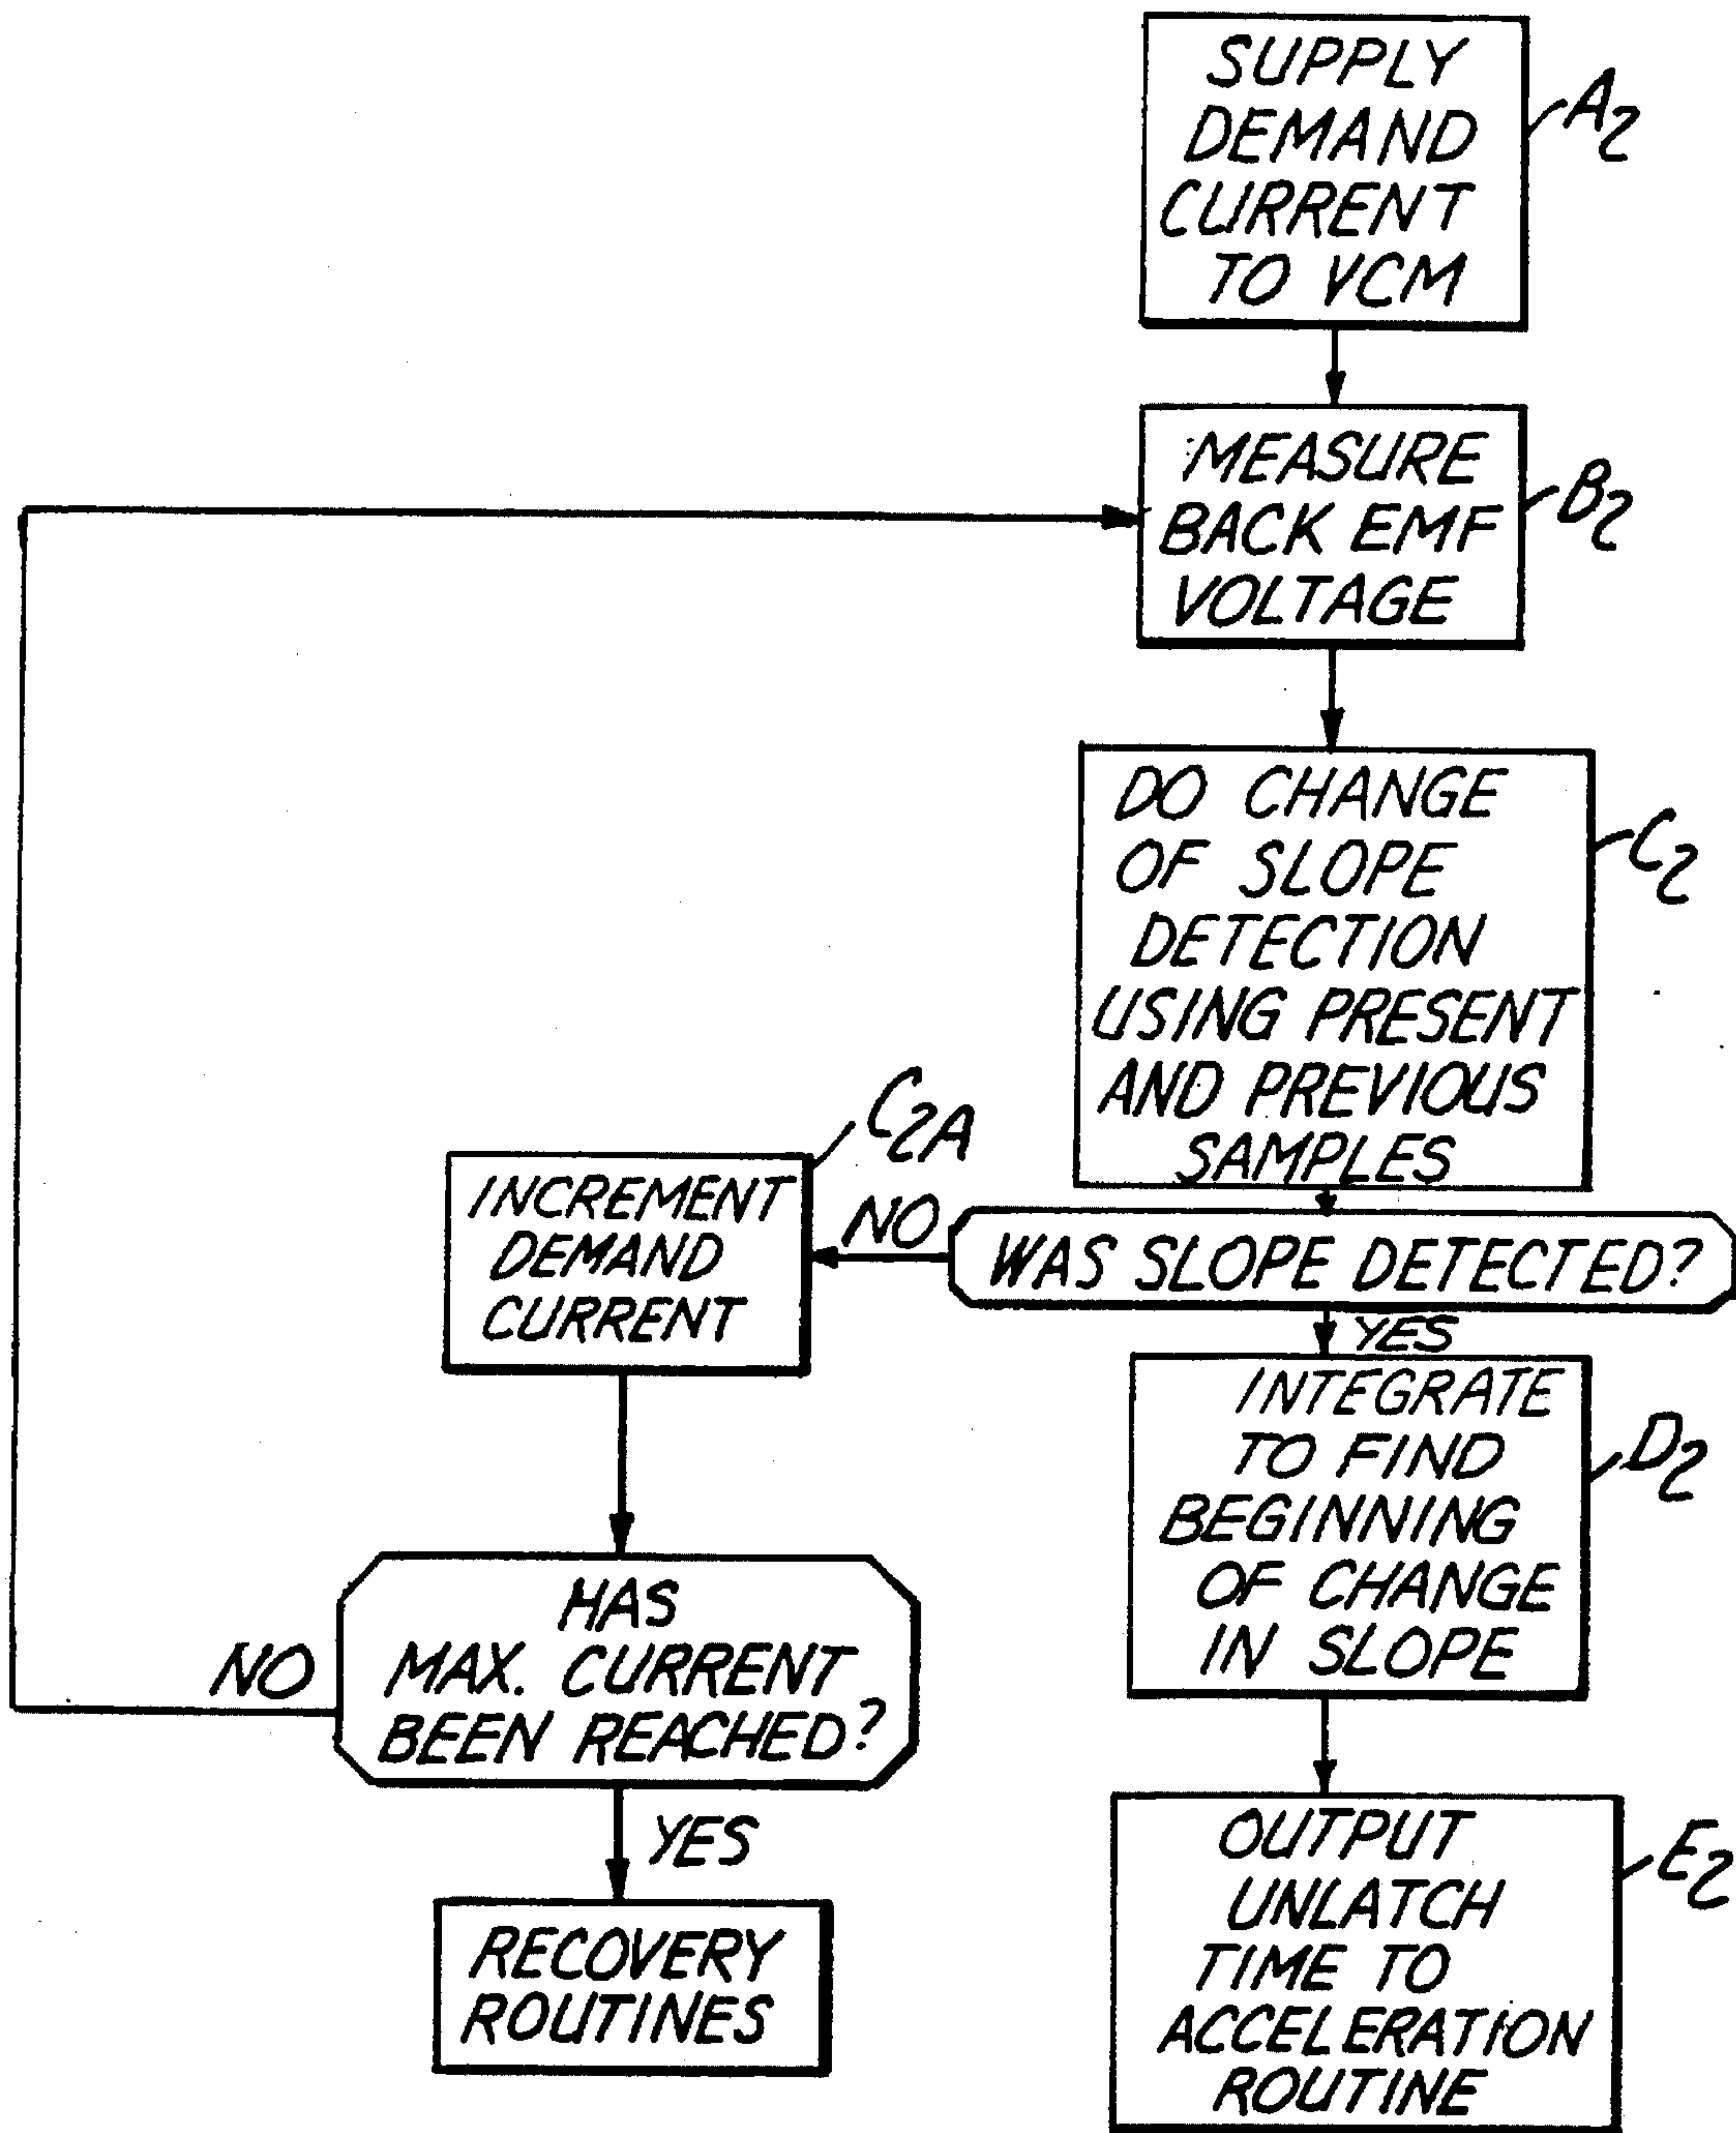 SUPPLY
DEMAND
CURRENT
TO VCM
A2
MEASURE
BACK EMF
VOLTAGE
B2
DO CHANGE
OF SLOPE
DETECTION
USING PRESENT
AND PREVIOUS
SAMPLES
C2
WAS SLOPE DETECTED?
NO
YES
INCREMENT
DEMAND
CURRENT
C2A
HAS
MAX. CURRENT
BEEN REACHED?
NO
YES
RECOVERY
ROUTINES
INTEGRATE
TO FIND
BEGINNING
OF CHANGE
IN SLOPE
D2
OUTPUT
UNLATCH
TIME TO
ACCELERATION
ROUTINE
E2